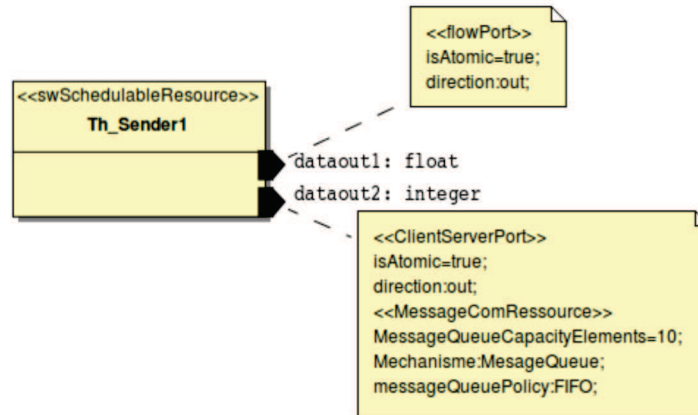 <<flowPort>>
isAtomic=true;
direction:out;
<<swSchedulableResource>>
Th_Sender1
dataout1: float
dataout2: integer
<<ClientServerPort>>
isAtomic=true;
direction:out;
<<MessageComRessource>>
MessageQueueCapacityElements=10;
Mechanisme:MesageQueue;
messageQueuePolicy:FIFO;